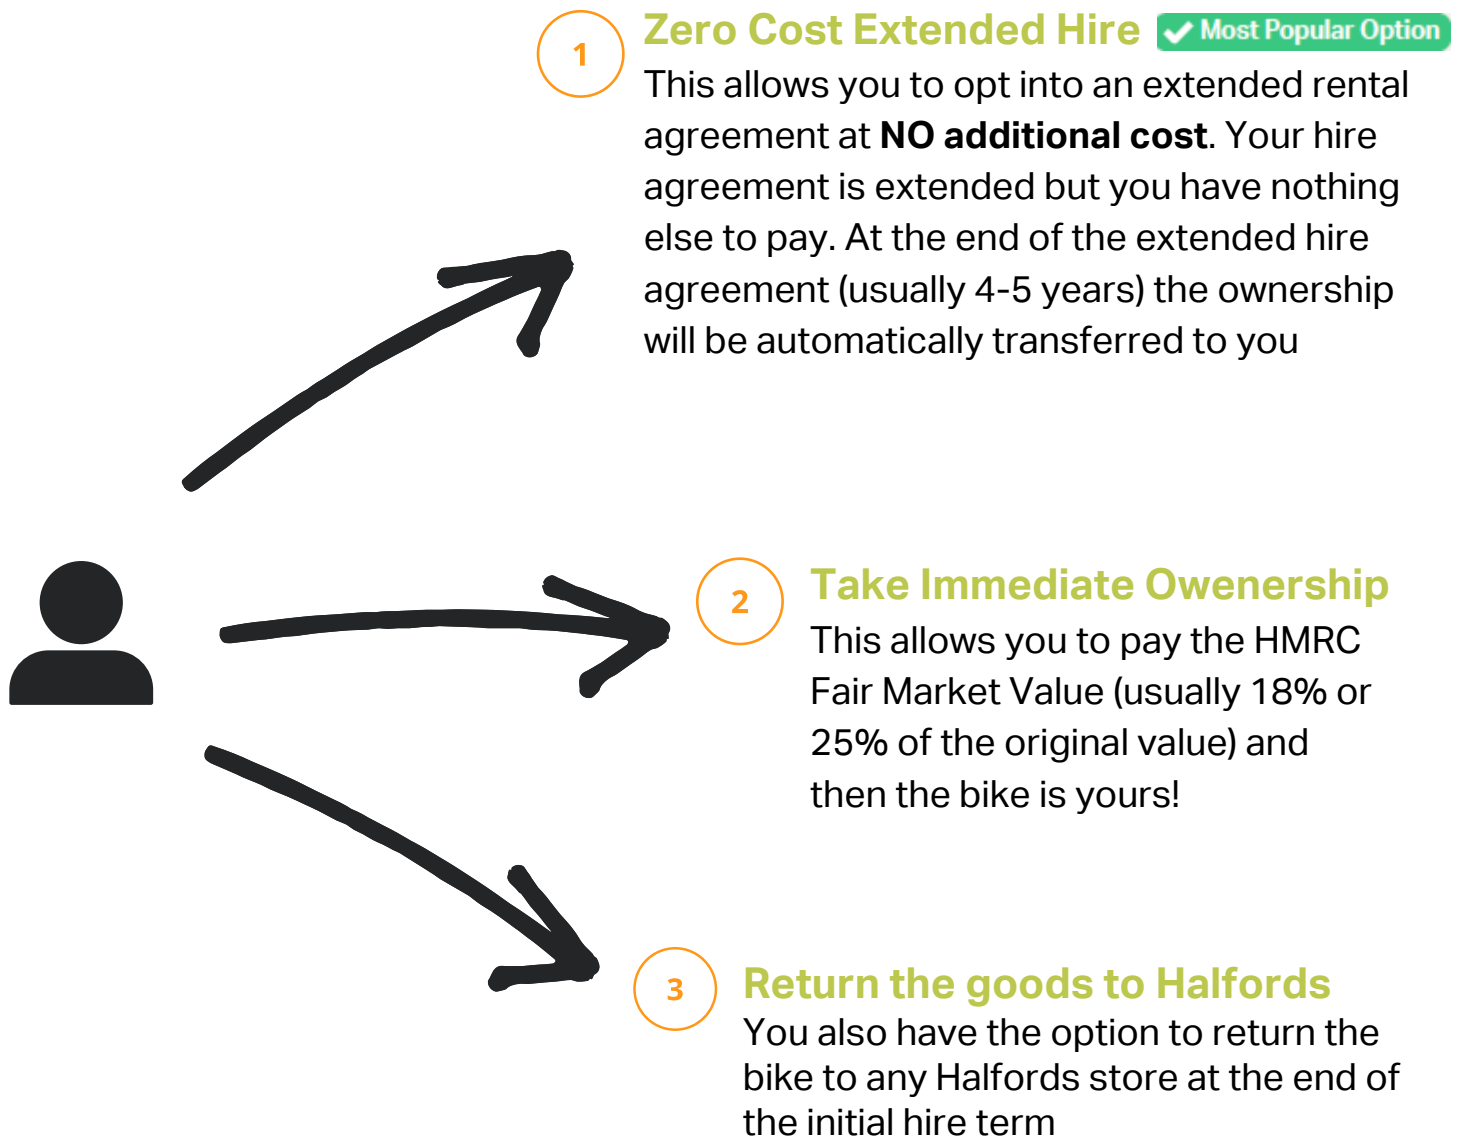 1
Zero Cost Extended Hire
Most Popular Option
This allows you to opt into an extended rental
agreement at NO additional cost. Your hire
agreement is extended but you have nothing
else to pay. At the end of the extended hire
agreement (usually 4-5 years) the ownership
will be automatically transferred to you
2
Take Immediate Owenership
This allows you to pay the HMRC
Fair Market Value (usually 18% or
25% of the original value) and
then the bike is yours!
3
Return the goods to Halfords
You also have the option to return the
bike to any Halfords store at the end of
the initial hire term